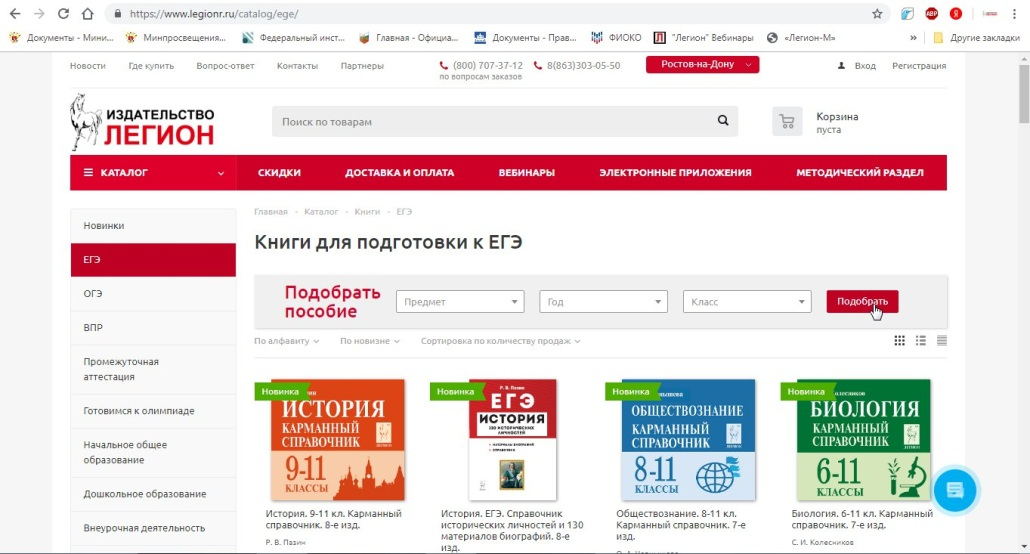 https://www.legionr.ru/catalog/ege/
ABP
Документы - Мини...
Минпросвещения...
Федеральный инст...
Главная - Официа...
Документы - Прав...
ФИОКО
"Легион" Вебинары
«Легион-М»
»
Другие закладки
Новости
Где купить
Вопрос-ответ
Контакты
Партнеры
(800) 707-37-12
8(863)303-05-50
по вопросам заказов
Ростов-на-Дону
Вход
Регистрация
ИЗДАТЕЛЬСТВО
ЛЕГИОН
Поиск по товарам
Корзина
пуста
КАТАЛОГ
СКИДКИ
ДОСТАВКА И ОПЛАТА
ВЕБИНАРЫ
ЭЛЕКТРОННЫЕ ПРИЛОЖЕНИЯ
МЕТОДИЧЕСКИЙ РАЗДЕЛ
Новинки
ЕГЭ
ОГЭ
ВПР
Промежуточная
аттестация
Готовимся к олимпиаде
Начальное общее
образование
Дошкольное образование
Внеурочная деятельность
Главная - Каталог - Книги - ЕГЭ
Книги для подготовки к ЕГЭ
Подобрать
пособие
Предмет
Год
Класс
Подобрать
По алфавиту
По новизне
Сортировка по количеству продаж
Новинка
ИСТОРИЯ
КАРМАННЫЙ
СПРАВОЧНИК
9-11
КЛАССЫ
История. 9-11 кл. Карманный
справочник. 8-е изд.
Р. В. Пазин
Новинка
Р. В. Пазин
ЕГЭ
ИСТОРИЯ
История. ЕГЭ. Справочник
исторических личностей и 130
материалов биографий. 8-е
изд.
Новинка
ОБЩЕСТВОЗНАНИЕ
КАРМАННЫЙ
СПРАВОЧНИК
8-11
КЛАССЫ
Обществознание. 8-11 кл.
Карманный справочник. 7-е
изд.
Новинка
БИОЛОГИЯ
КАРМАННЫЙ
СПРАВОЧНИК
6-11
КЛАССЫ
Биология. 6-11 кл. Карманный
справочник. 7-е изд.
С. И. Колесников